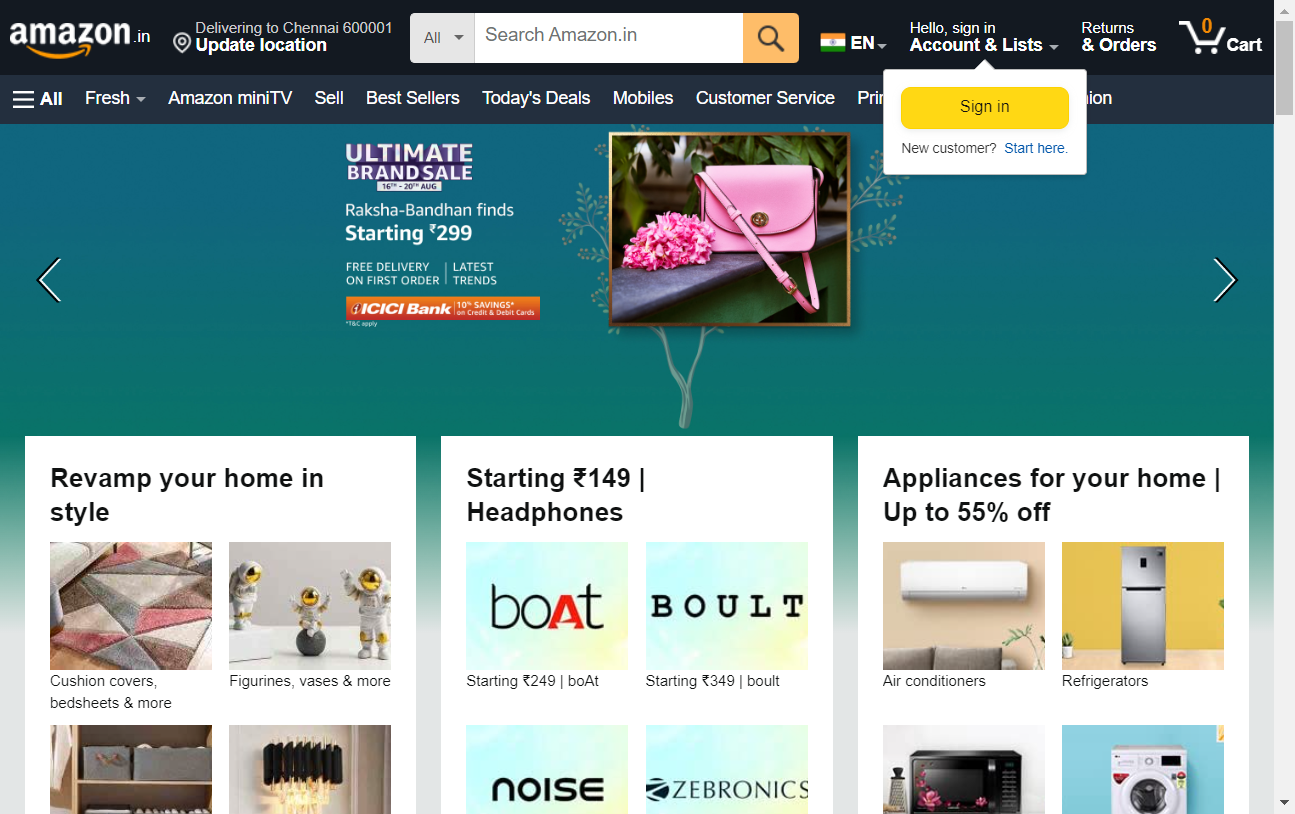 amazon.in
Delivering to Chennai 600001
Update location
All
Search Amazon.in
EN
Hello, sign in
Account & Lists
Returns
& Orders
0
Cart
All
Fresh
Amazon miniTV
Sell
Best Sellers
Today's Deals
Mobiles
Customer Service
Sign in
New customer? Start here.
ULTIMATE
BRAND SALE
16TH - 20TH AUG
Raksha-Bandhan finds
Starting ₹299
FREE DELIVERY
ON FIRST ORDER
LATEST
TRENDS
ICICI Bank
10% SAVINGS*
on Credit & Debit Cards
*T&C apply
Revamp your home in
style
Cushion covers,
bedsheets & more
Figurines, vases & more
Starting ₹149 |
Headphones
boAt
BOULT
Starting ₹249 | boAt
Starting ₹349 | boult
noise
ZEBRONICS
Appliances for your home |
Up to 55% off
Air conditioners
Refrigerators